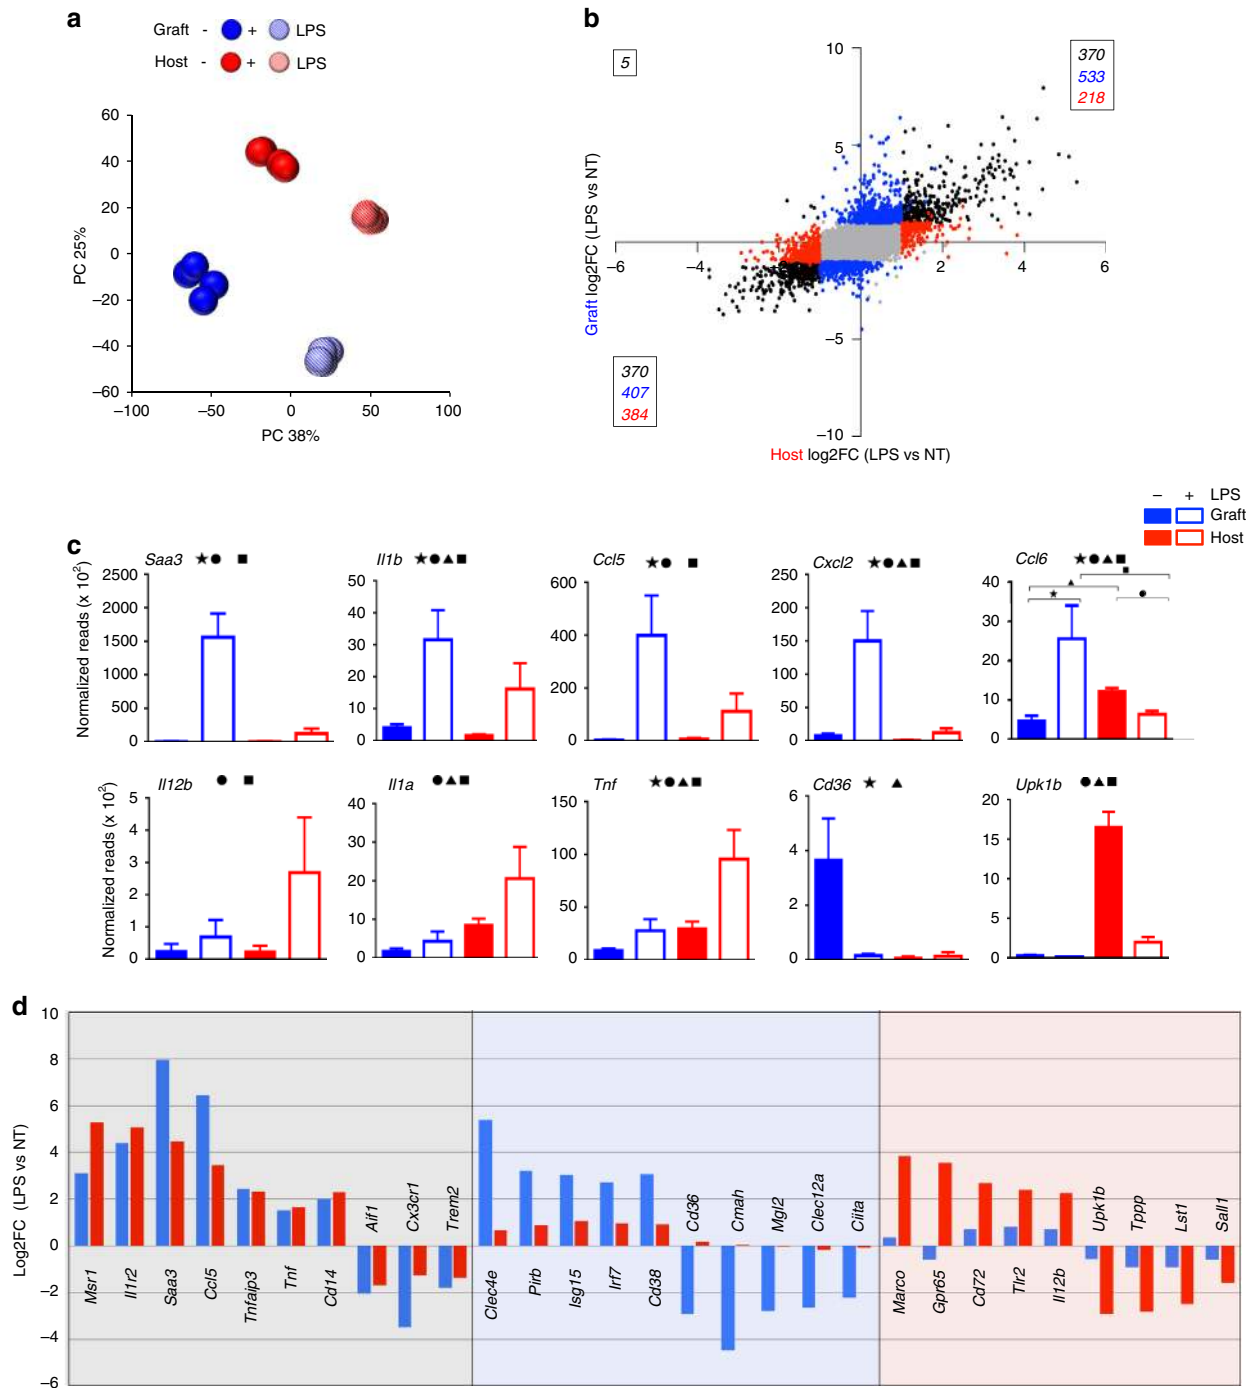 a
Graft - + LPS
Host - + LPS
60
40
20
0
−20
−40
−60
PC 25%
−100 −50 0 50 100
PC 38%
b
5
370
533
218
10
5
−5
−10
−6 −4 −2 2 4 6
Graft log2FC (LPS vs NT)
370
407
384
Host log2FC (LPS vs NT)
− + LPS
Graft
Host
c
Normalized reads (x 10²)
Saa3 ★● ■
2500
2000
1500
1000
500
0
Il1b ★●▲■
50
40
30
20
10
0
Ccl5 ★● ■
600
400
200
0
Cxcl2 ★●▲■
250
200
150
100
50
0
Ccl6 ★●▲■
■
▲
★ ●
40
30
20
10
0
Normalized reads (x 10²)
Il12b ● ■
5
4
3
2
1
0
Il1a ●▲■
40
30
20
10
0
Tnf ★●▲■
150
100
50
0
Cd36 ★ ▲
6
4
2
0
Upk1b ●▲■
20
15
10
5
0
d
Log2FC (LPS vs NT)
10
8
6
4
2
0
−2
−4
−6
Msr1
Il1r2
Saa3
Ccl5
Tnfaip3
Tnf
Cd14
Aif1
Cx3cr1
Trem2
Clec4e
Pirb
Isg15
Irf7
Cd38
Cd36
Cmah
Mgl2
Clec12a
Ciita
Marco
Gpr65
Cd72
Tlr2
Il12b
Upk1b
Tppp
Lst1
Sall1